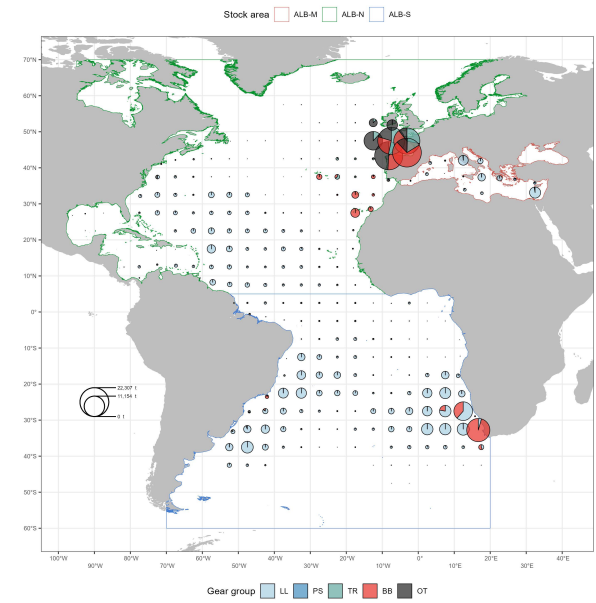 Stock area ALB-M ALB-N ALB-S
70°N
60°N
50°N
40°N
30°N
20°N
10°N
0°
10°S
20°S
30°S
40°S
50°S
60°S
22,307 t
11,154 t
0 t
100°W 90°W 80°W 70°W 60°W 50°W 40°W 30°W 20°W 10°W 0° 10°E 20°E 30°E 40°E
Gear group LL PS TR BB OT